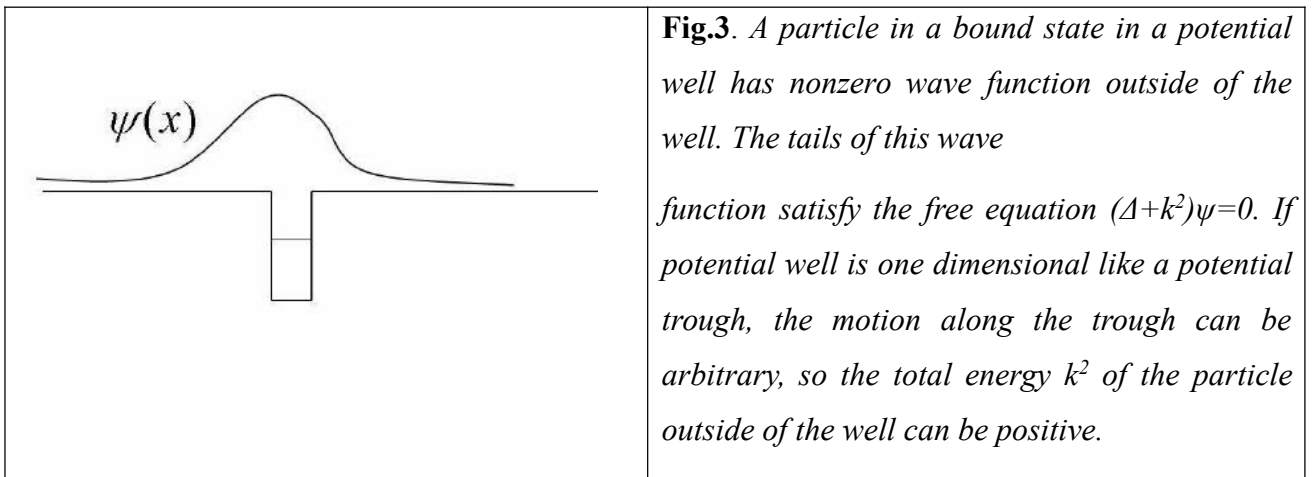 ψ(x)
Fig.3. A particle in a bound state in a potential
well has nonzero wave function outside of the
well. The tails of this wave
function satisfy the free equation (Δ+k²)ψ=0. If
potential well is one dimensional like a potential
trough, the motion along the trough can be
arbitrary, so the total energy k² of the particle
outside of the well can be positive.